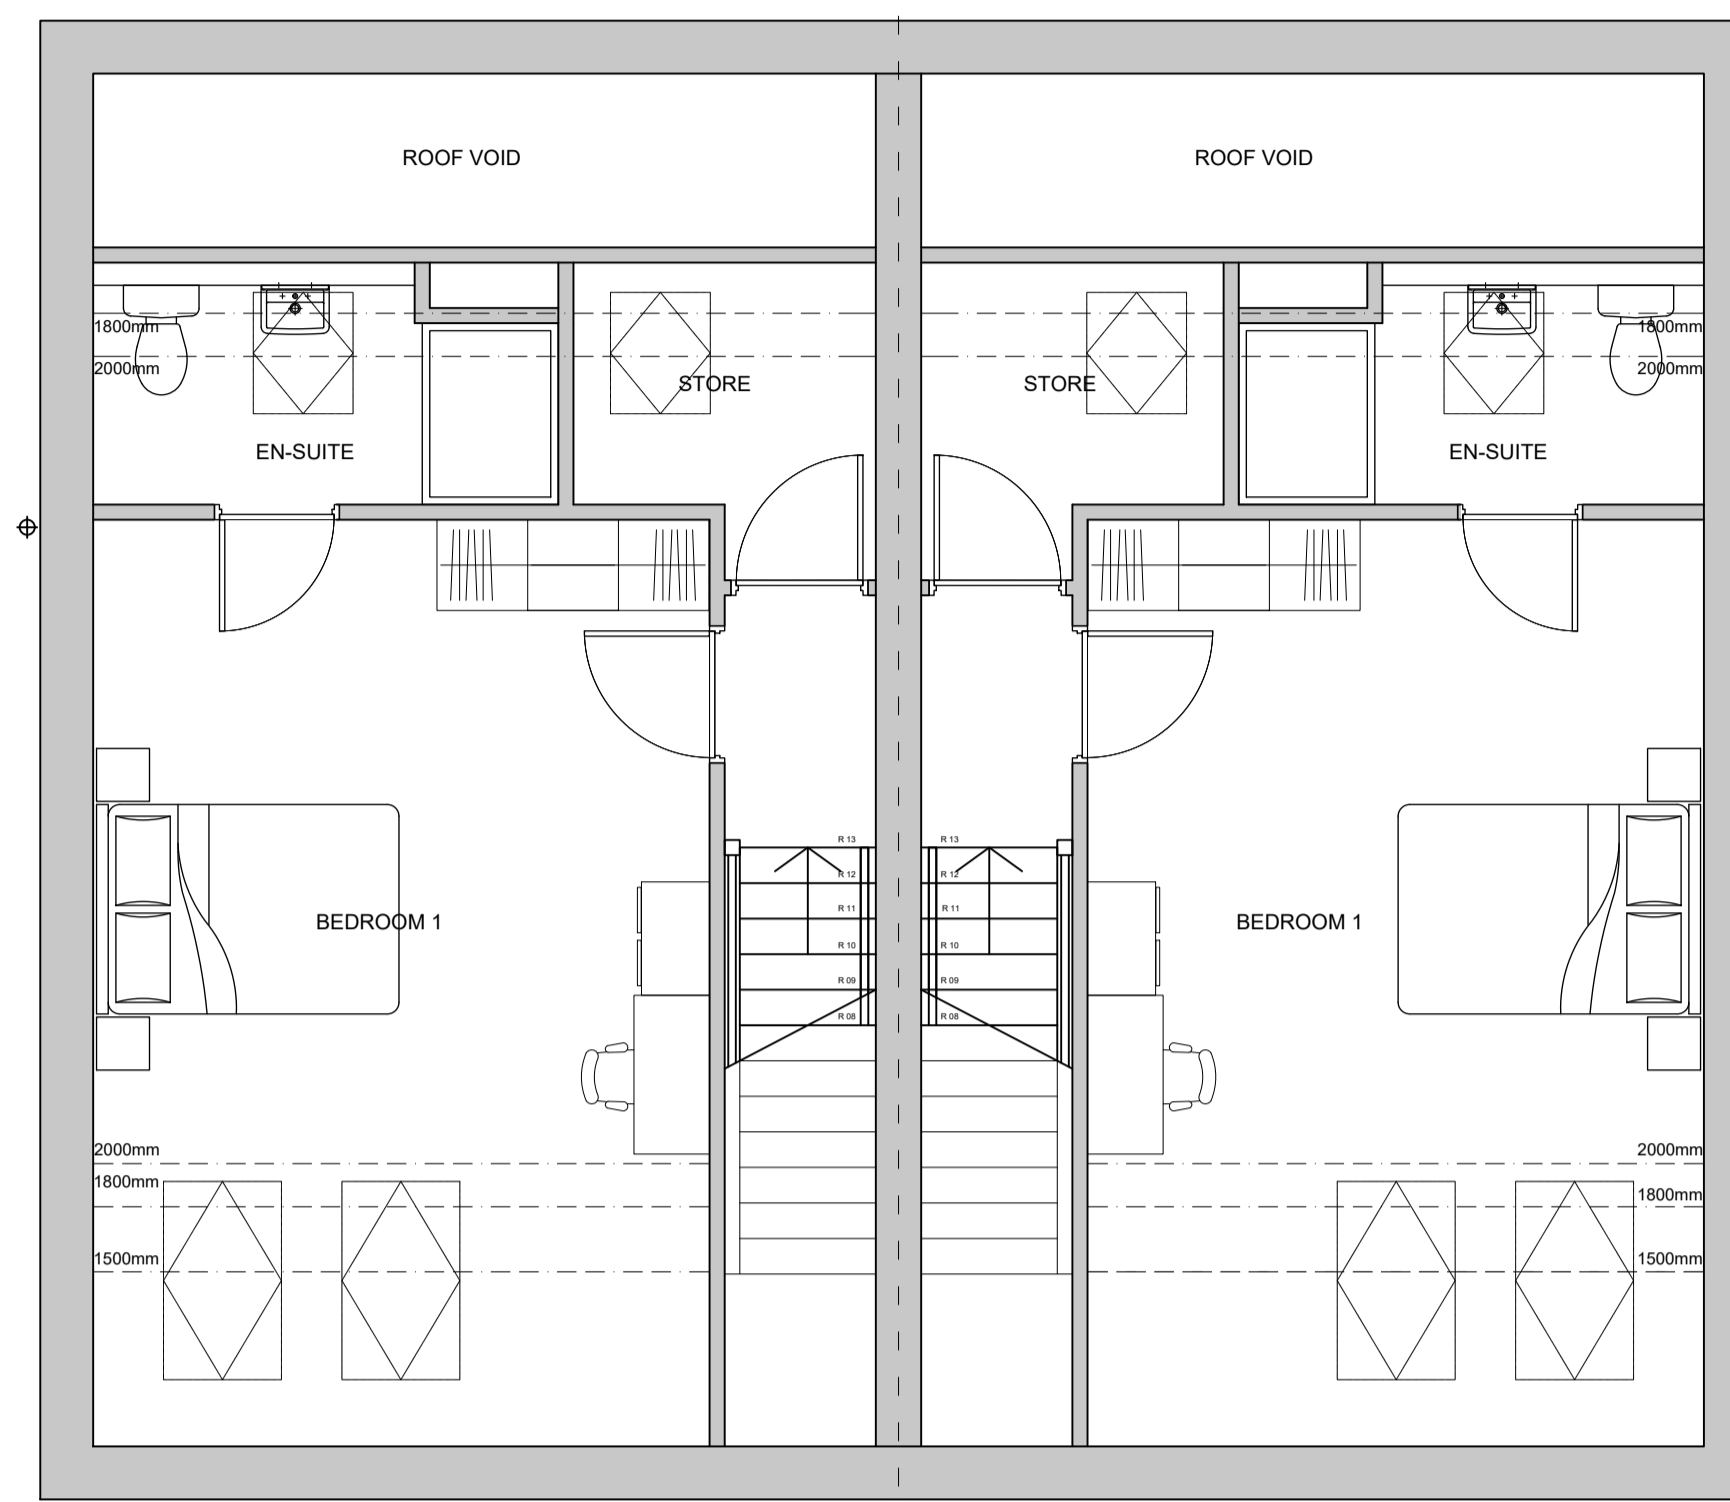 ROOF VOID
ROOF VOID
1800mm
1800mm
2000mm
2000mm
STORE
STORE
EN-SUITE
EN-SUITE
R 13
R 13
R 12
R 12
R 11
R 11
BEDROOM 1
BEDROOM 1
R 10
R 10
R 09
R 09
R 08
R 08
2000mm
2000mm
1800mm
1800mm
1500mm
1500mm